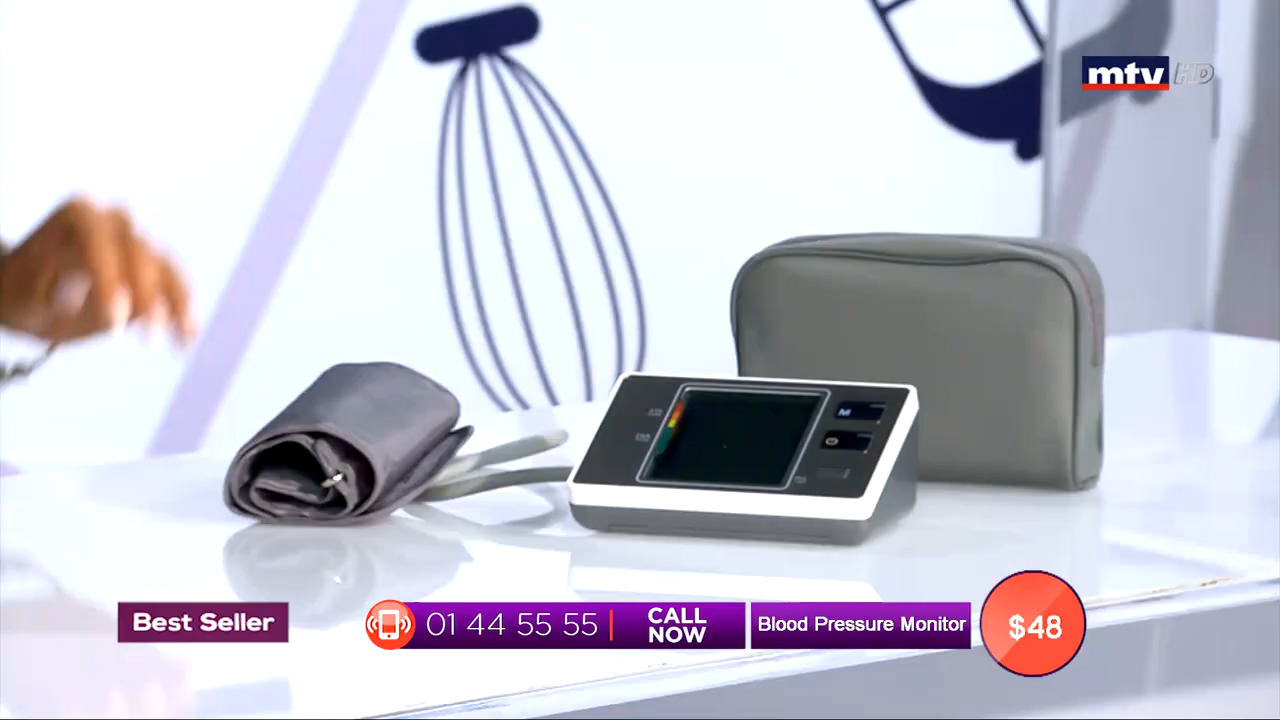 mtv HD
M
Best Seller
01 44 55 55
CALL
NOW
Blood Pressure Monitor
$48